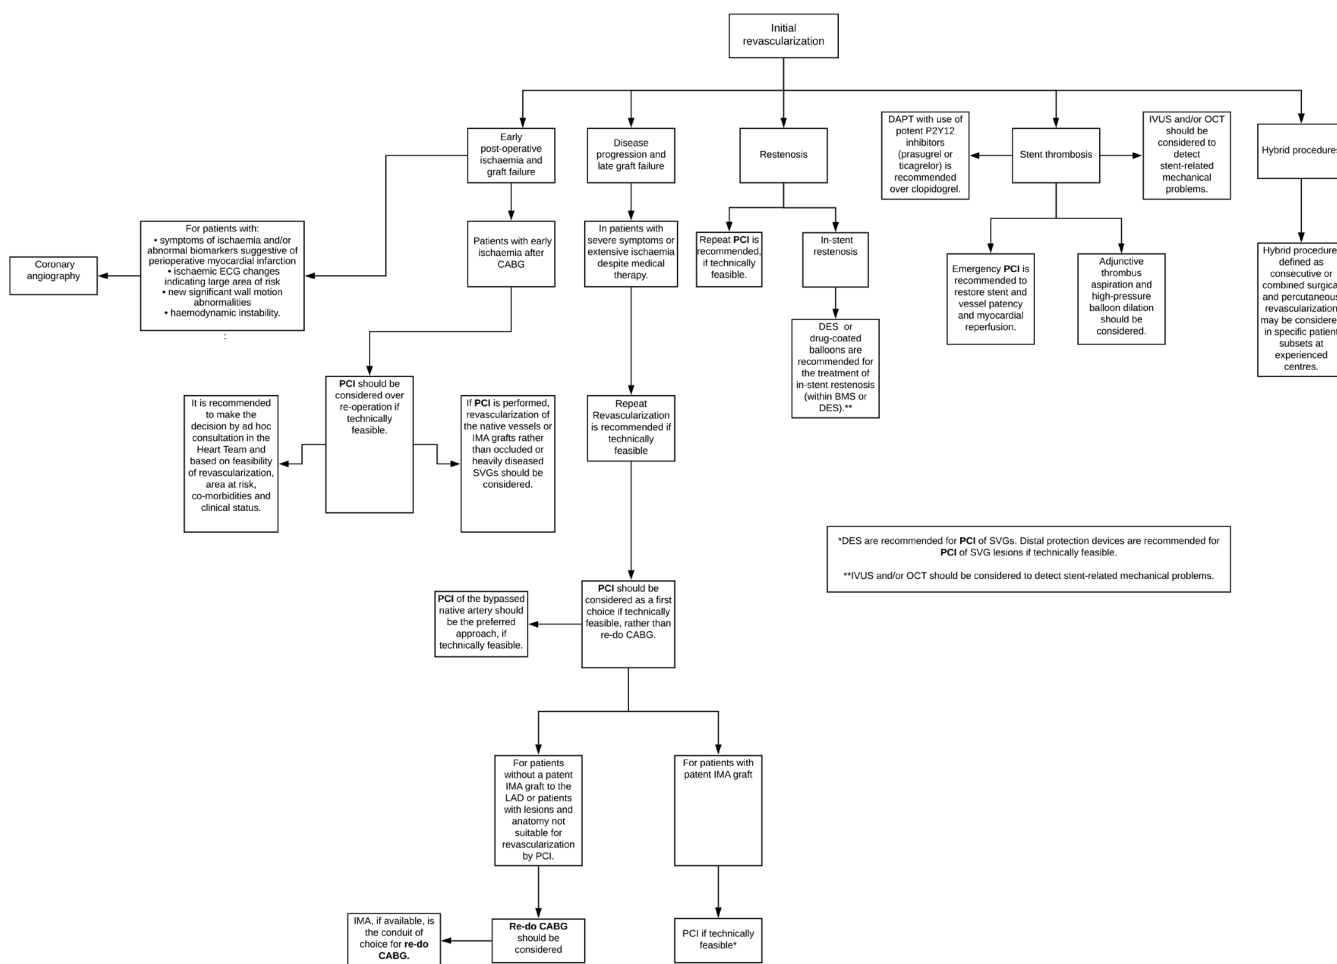 Initial
revascularization
Early
post-operative
ischaemia and
graft failure
Disease
progression and
late graft failure
Restenosis
DAPT with use of
potent P2Y12
inhibitors
(prasugrel or
ticagrelor) is
recommended
over clopidogrel.
Stent thrombosis
IVUS and/or OCT
should be
considered to
detect
stent-related
mechanical
problems.
Hybrid procedures
Coronary
angiography
For patients with:
• symptoms of ischaemia and/or
abnormal biomarkers suggestive of
perioperative myocardial infarction
• ischaemic ECG changes
indicating large area of risk
• new significant wall motion
abnormalities
• haemodynamic instability.
:
Patients with early
ischaemia after
CABG
In patients with
severe symptoms or
extensive ischaemia
despite medical
therapy.
Repeat PCI is
recommended,
if technically
feasible.
In-stent
restenosis
Emergency PCI is
recommended to
restore stent and
vessel patency
and myocardial
reperfusion.
Adjunctive
thrombus
aspiration and
high-pressure
balloon dilation
should be
considered.
Hybrid procedure
defined as
consecutive or
combined surgica
and percutaneous
revascularization
may be considere
in specific patient
subsets at
experienced
centres.
DES or
drug-coated
balloons are
recommended for
the treatment of
in-stent restenosis
(within BMS or
DES).**
It is recommended
to make the
decision by ad hoc
consultation in the
Heart Team and
based on feasibility
of revascularization,
area at risk,
co-morbidities and
clinical status.
PCI should be
considered over
re-operation if
technically
feasible.
If PCI is performed,
revascularization of
the native vessels or
IMA grafts rather
than occluded or
heavily diseased
SVGs should be
considered.
Repeat
Revascularization
is recommended if
technically
feasible
*DES are recommended for PCI of SVGs. Distal protection devices are recommended for
PCI of SVG lesions if technically feasible.
**IVUS and/or OCT should be considered to detect stent-related mechanical problems.
PCI of the bypassed
native artery should
be the preferred
approach, if
technically feasible.
PCI should be
considered as a first
choice if technically
feasible, rather than
re-do CABG.
For patients
without a patent
IMA graft to the
LAD or patients
with lesions and
anatomy not
suitable for
revascularization
by PCI.
For patients with
patent IMA graft
IMA, if available, is
the conduit of
choice for re-do
CABG.
Re-do CABG
should be
considered
PCI if technically
feasible*